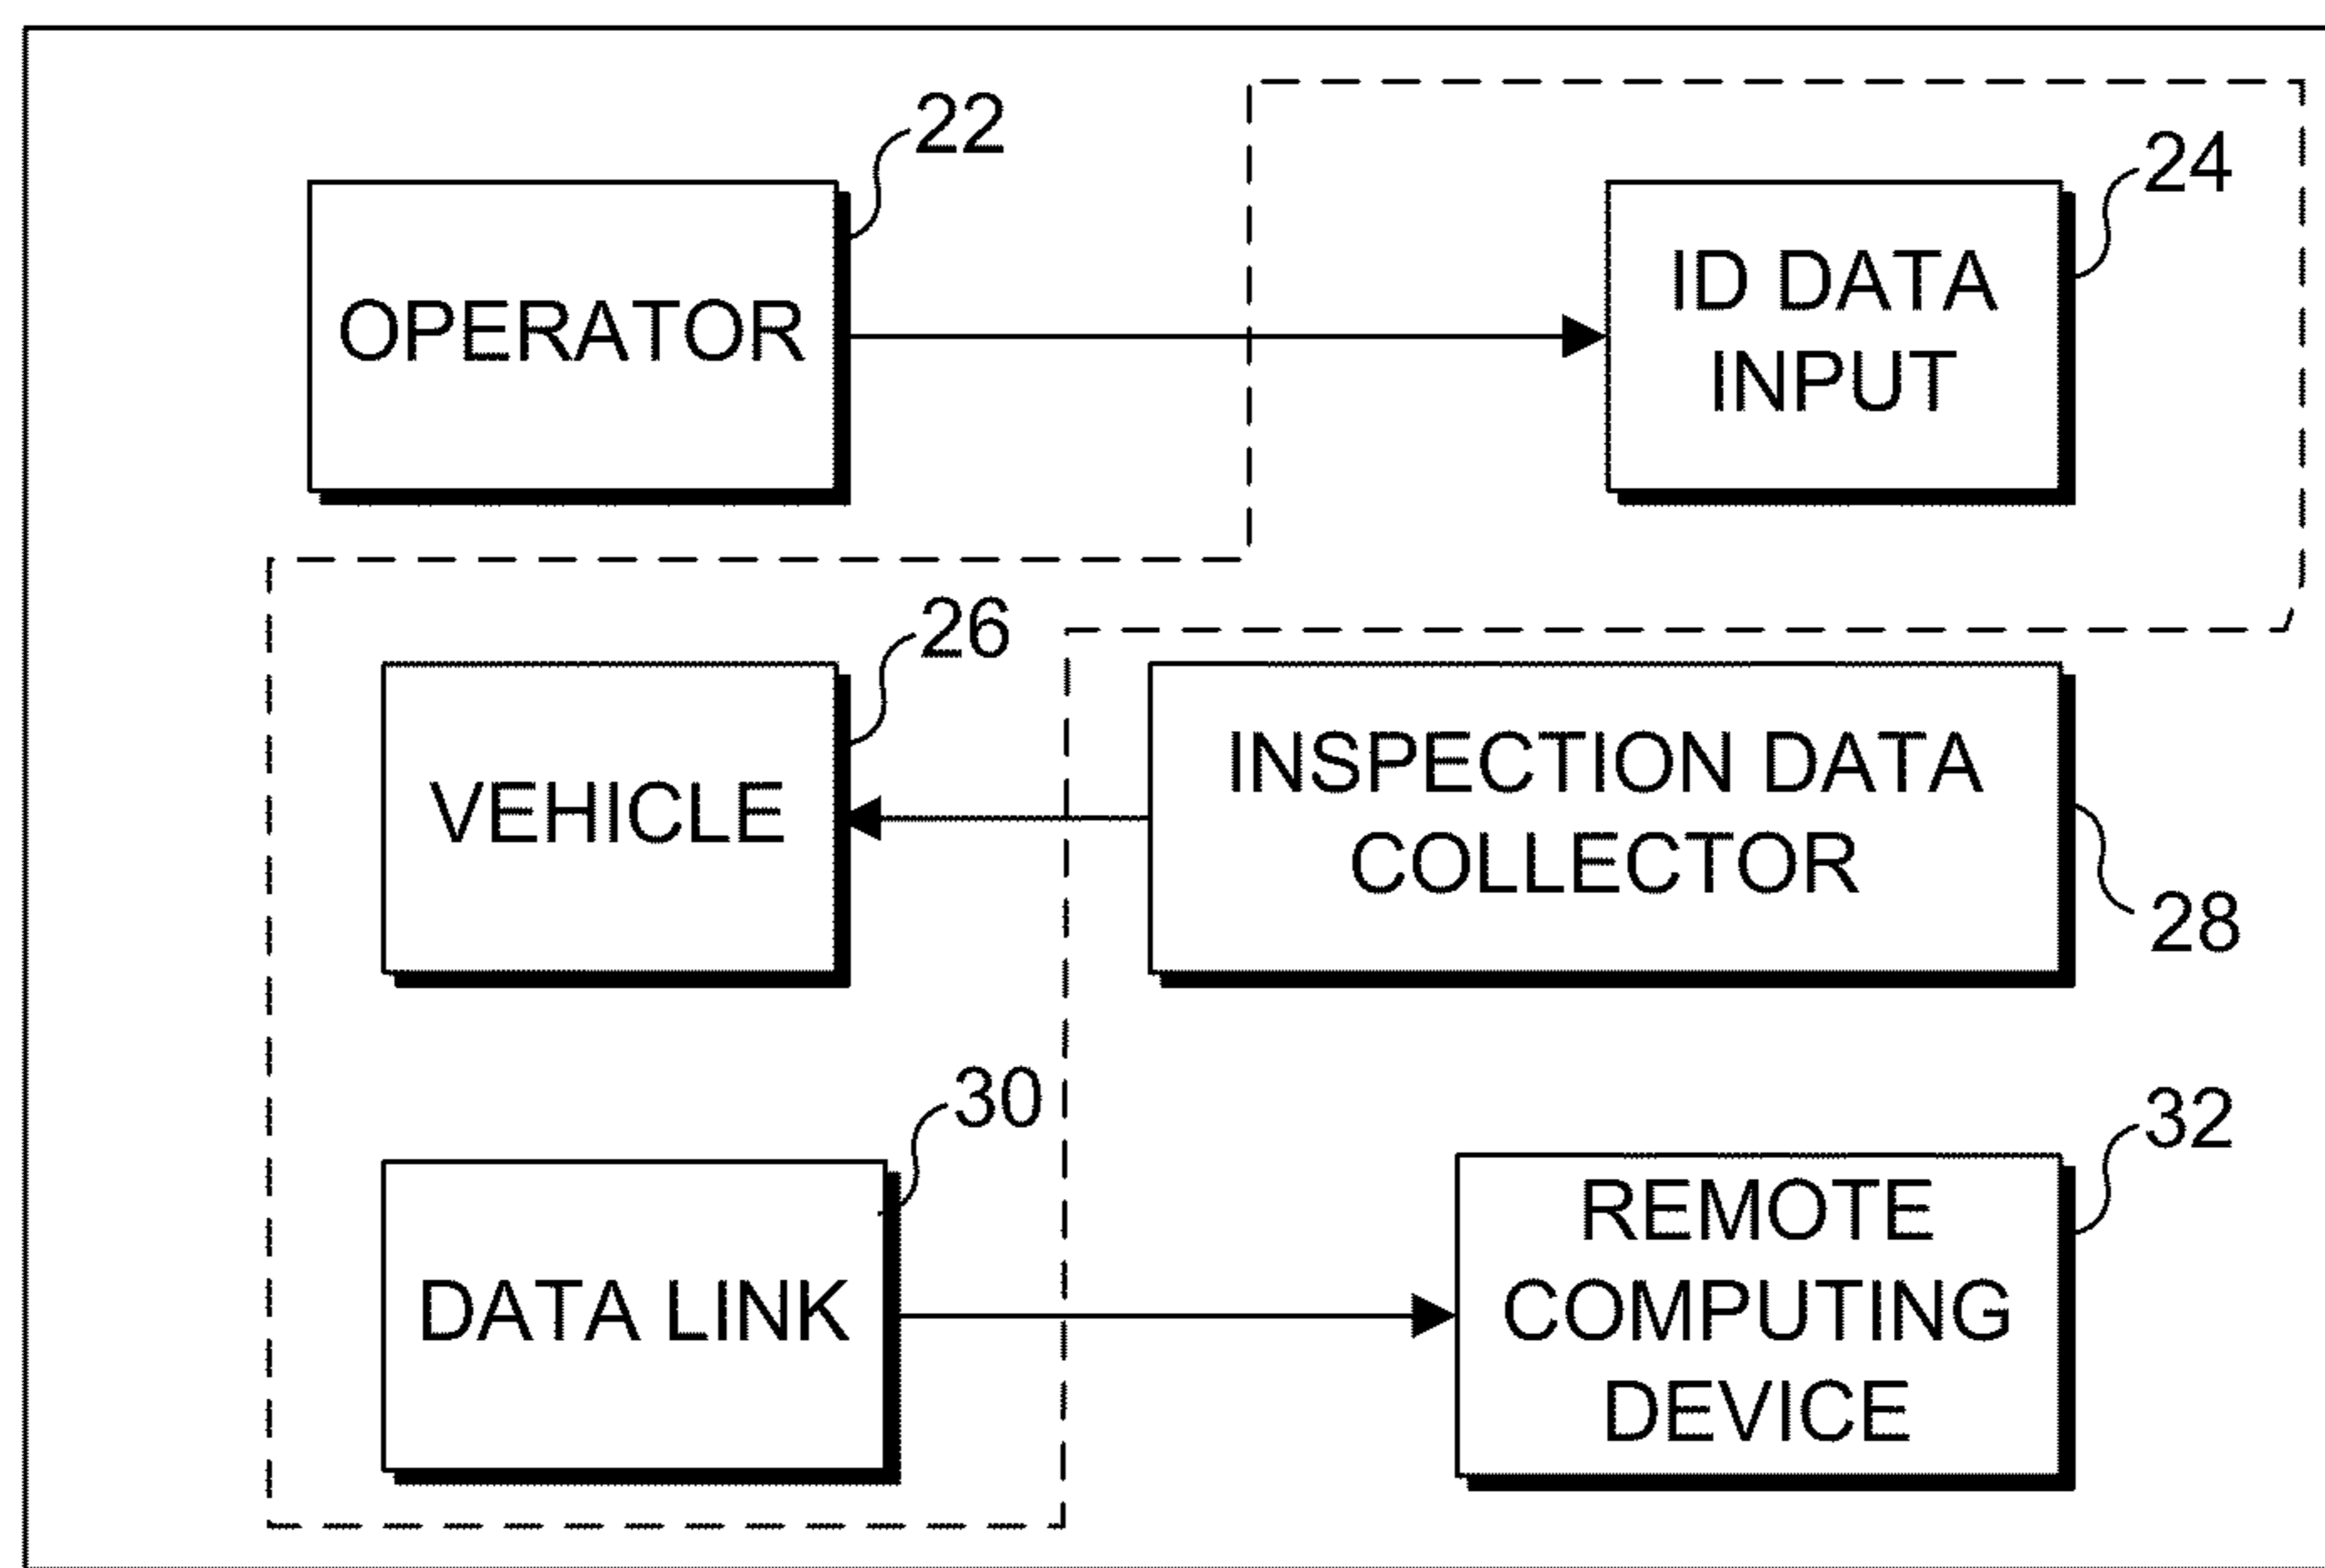 22
24
OPERATOR
ID DATA
INPUT
26
VEHICLE
INSPECTION DATA
COLLECTOR
28
30
32
DATA LINK
REMOTE
COMPUTING
DEVICE